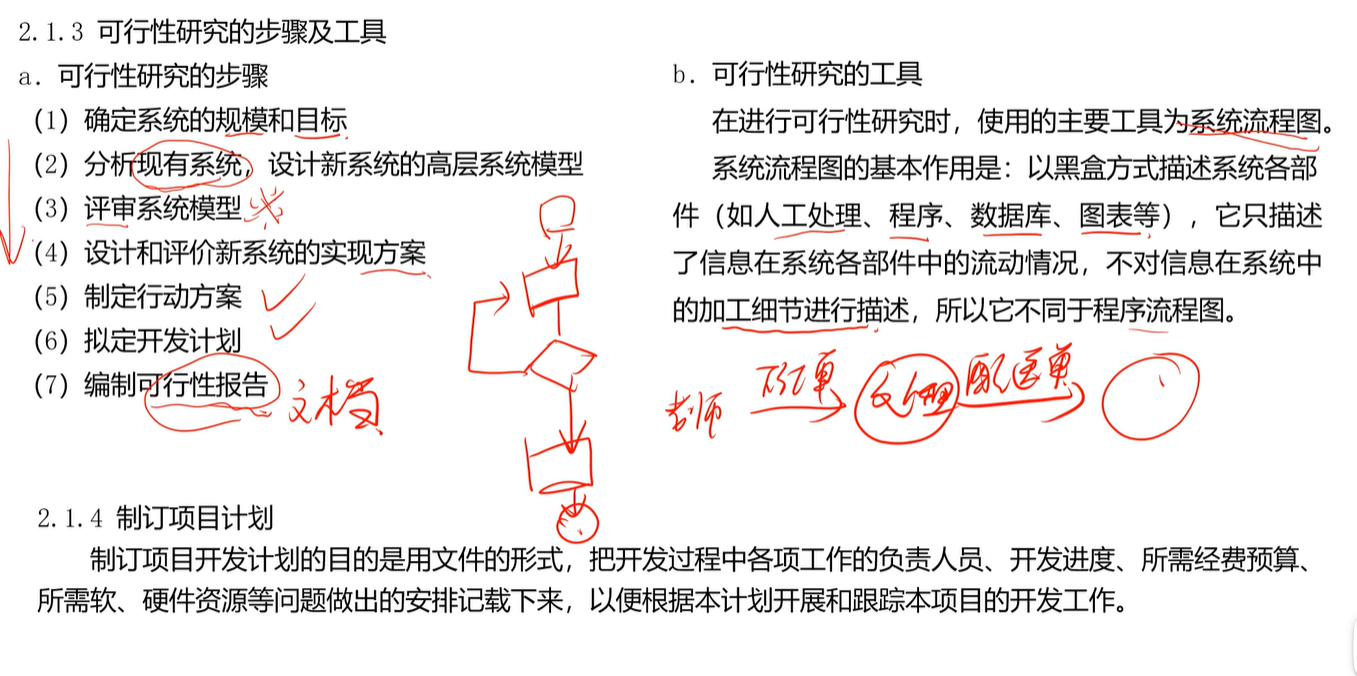 2.1.3 可行性研究的步骤及工具
a. 可行性研究的步骤
(1) 确定系统的规模和目标
(2) 分析现有系统，设计新系统的高层系统模型
(3) 评审系统模型
(4) 设计和评价新系统的实现方案
(5) 制定行动方案
(6) 拟定开发计划
(7) 编制可行性报告
文档
b. 可行性研究的工具
在进行可行性研究时，使用的主要工具为系统流程图。
系统流程图的基本作用是：以黑盒方式描述系统各部
件（如人工处理、程序、数据库、图表等），它只描述
了信息在系统各部件中的流动情况，不对信息在系统中
的加工细节进行描述，所以它不同于程序流程图。
老师 处理
2.1.4 制订项目计划
制订项目开发计划的目的是用文件的形式，把开发过程中各项工作的负责人员、开发进度、所需经费预算、
所需软、硬件资源等问题做出的安排记载下来，以便根据本计划开展和跟踪本项目的开发工作。